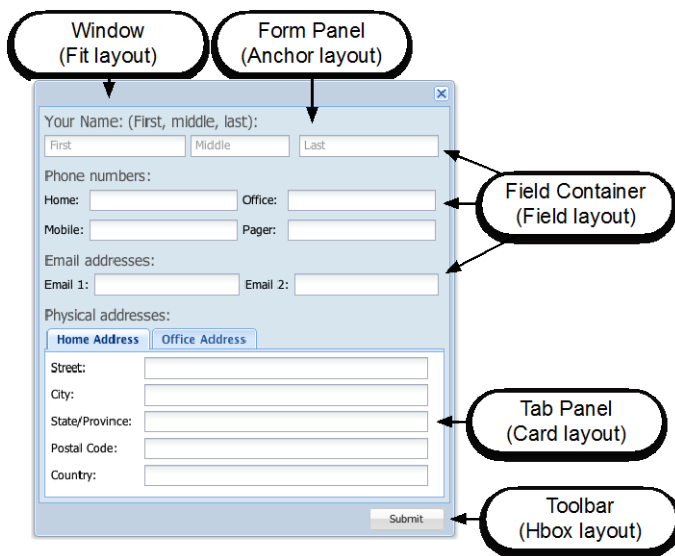 Window
(Fit layout)
Form Panel
(Anchor layout)
Your Name: (First, middle, last):
First Middle Last
Phone numbers:
Home: Office:
Mobile: Pager:
Field Container
(Field layout)
Email addresses:
Email 1: Email 2:
Physical addresses:
Home Address Office Address
Street:
City:
State/Province:
Postal Code:
Country:
Tab Panel
(Card layout)
Submit
Toolbar
(Hbox layout)